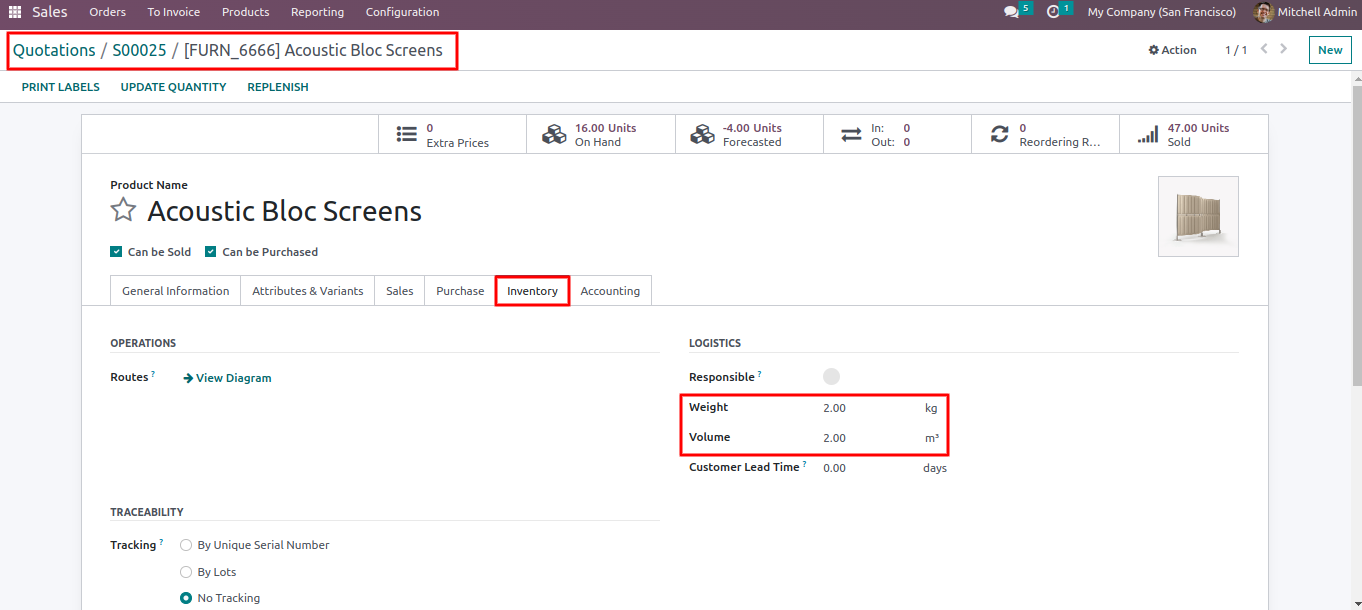 Sales Orders To Invoice Products Reporting Configuration 5 1 My Company (San Francisco) Mitchell Admin
Quotations / S00025 / [FURN_6666] Acoustic Bloc Screens Action 1 / 1 New
PRINT LABELS UPDATE QUANTITY REPLENISH
0 16.00 Units -4.00 Units In: 0 0 47.00 Units
Extra Prices On Hand Forecasted Out: 0 Reordering R... Sold
Product Name
Acoustic Bloc Screens
Can be Sold Can be Purchased
General Information Attributes & Variants Sales Purchase Inventory Accounting
OPERATIONS LOGISTICS
Routes ? View Diagram Responsible ?
Weight 2.00 kg
Volume 2.00 m³
Customer Lead Time ? 0.00 days
TRACEABILITY
Tracking ? By Unique Serial Number
By Lots
No Tracking